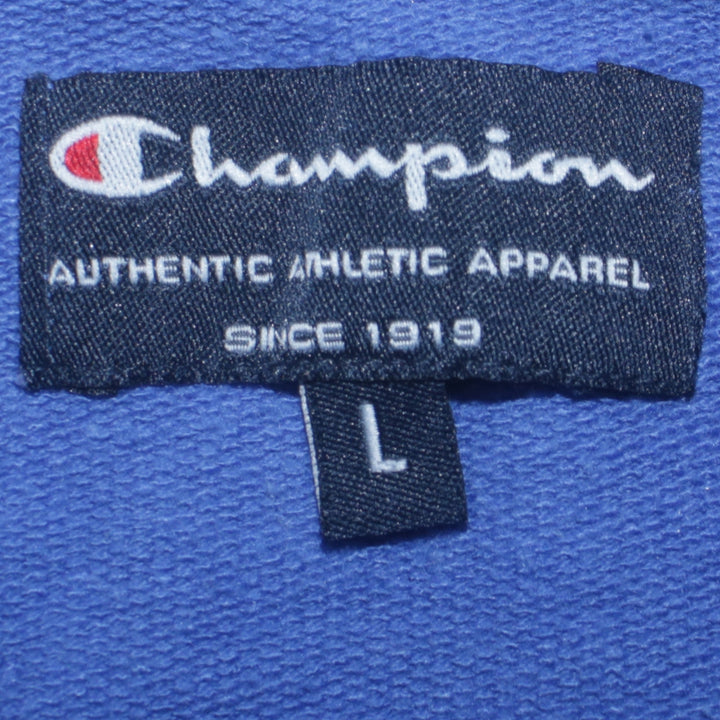 Champion
AUTHENTIC ATHLETIC APPAREL
SINCE 1919
L